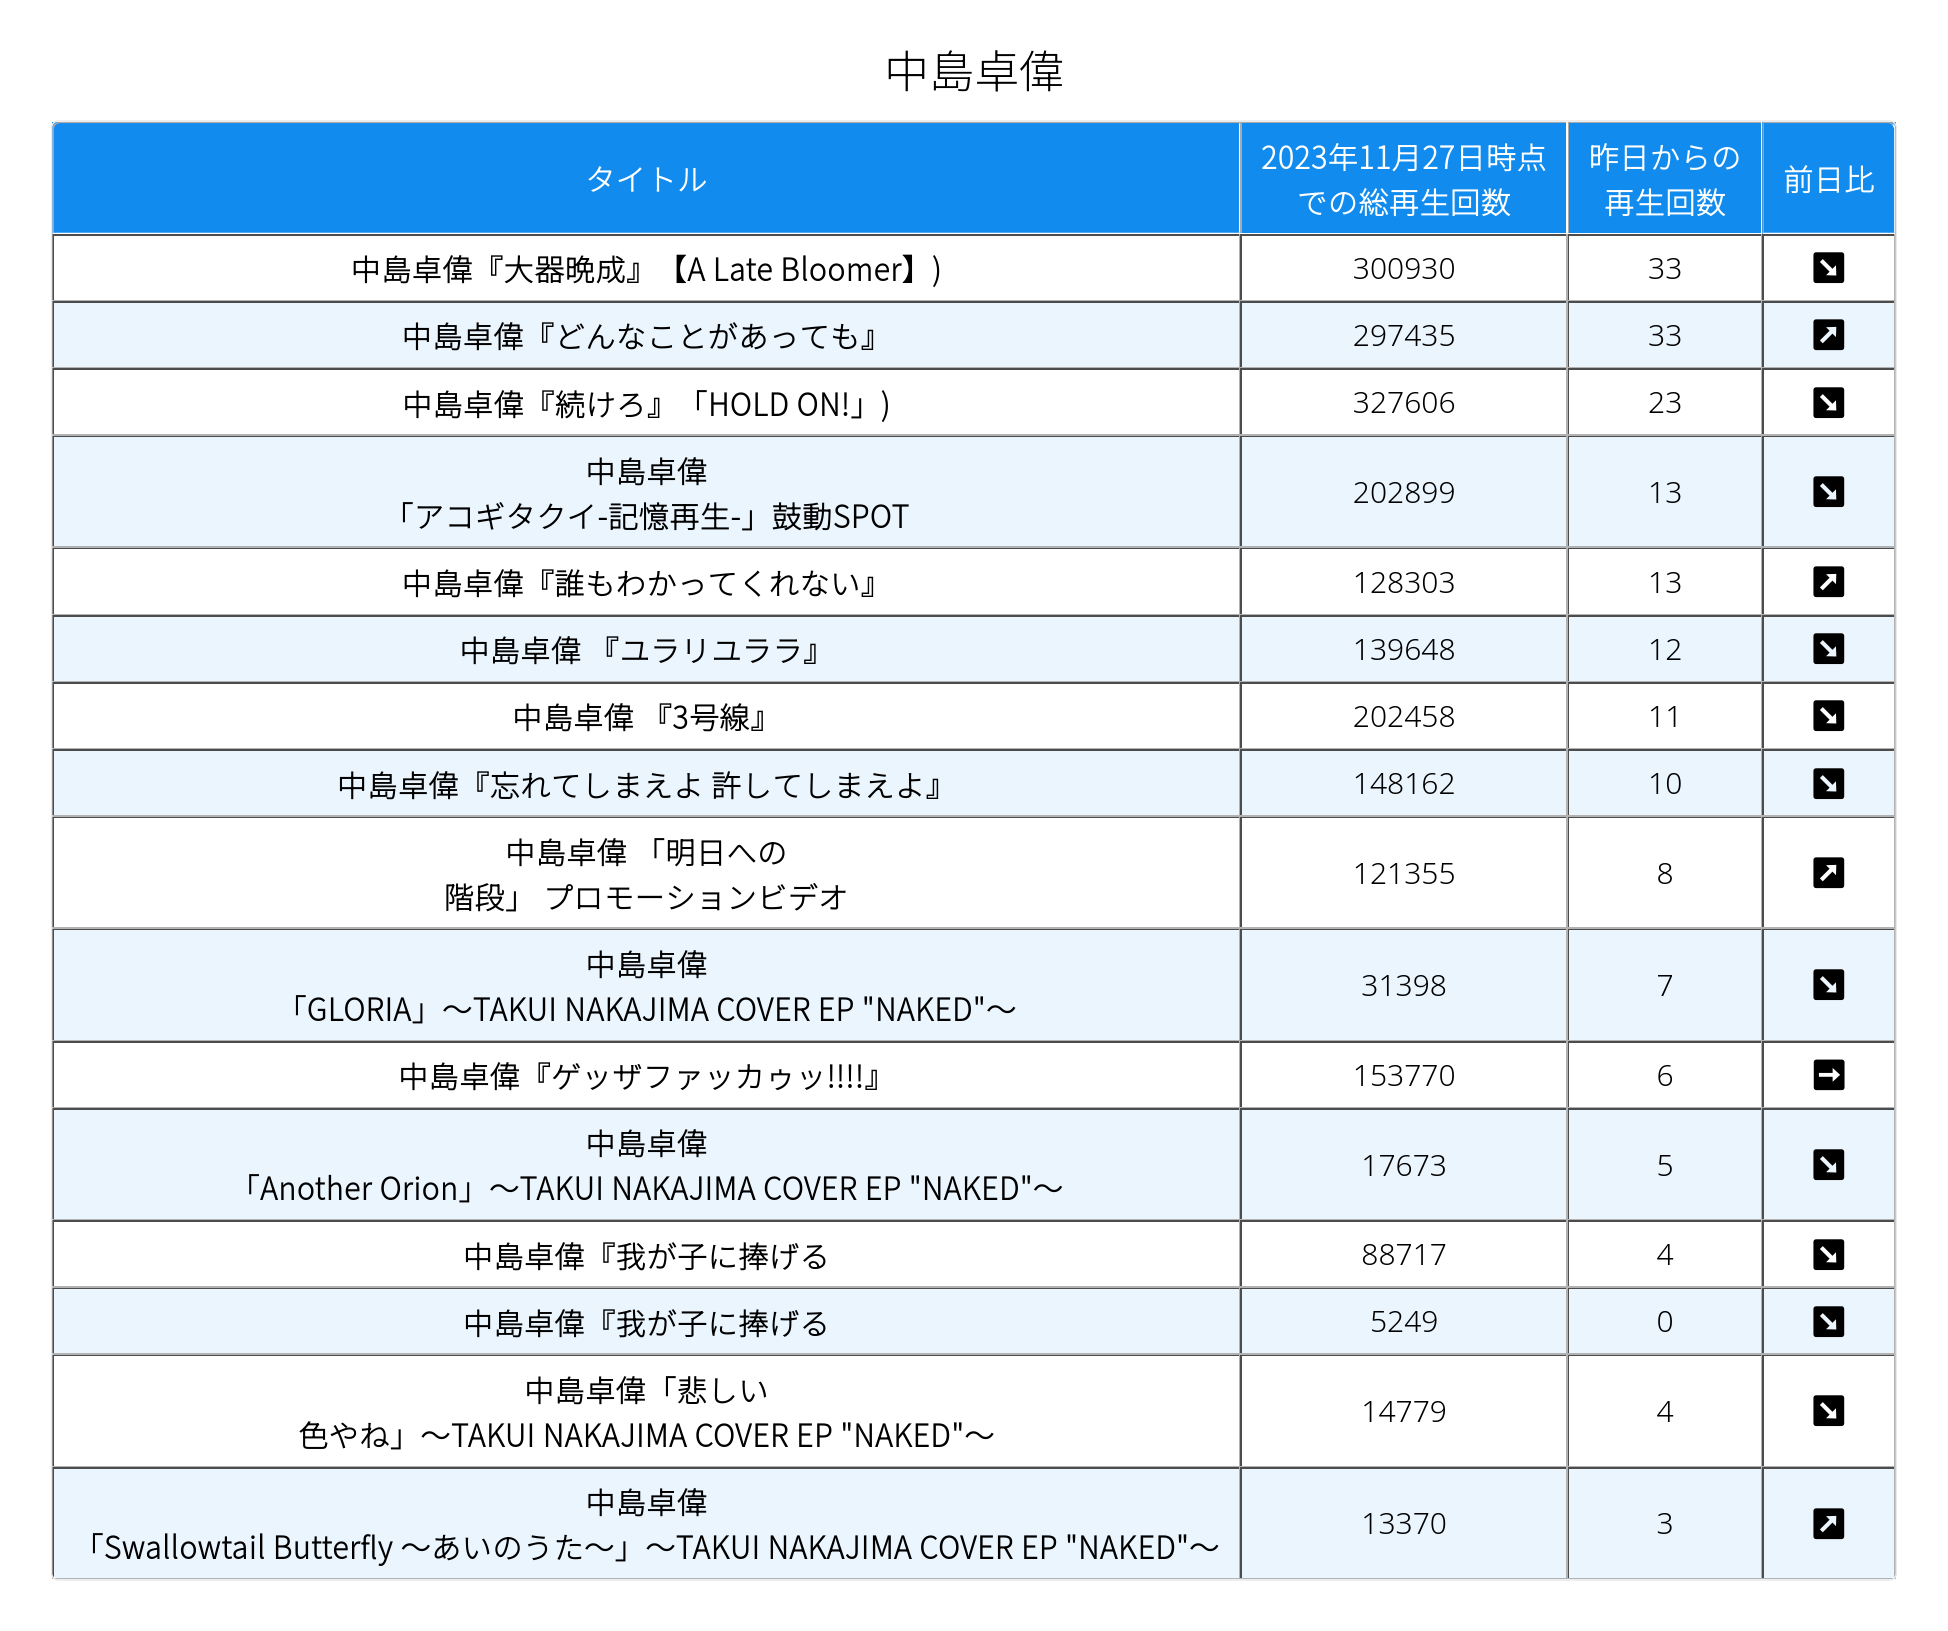 中島卓偉
タイトル
2023年11月27日時点
での総再生回数
昨日からの
再生回数
前日比
中島卓偉『大器晩成』【A Late Bloomer】)
300930
33
中島卓偉『どんなことがあっても』
297435
33
中島卓偉『続けろ』「HOLD ON!」)
327606
23
中島卓偉
「アコギタクイ-記憶再生-」鼓動SPOT
202899
13
中島卓偉『誰もわかってくれない』
128303
13
中島卓偉 『ユラリユララ』
139648
12
中島卓偉 『3号線』
202458
11
中島卓偉『忘れてしまえよ 許してしまえよ』
148162
10
中島卓偉 「明日への
階段」 プロモーションビデオ
121355
8
中島卓偉
「GLORIA」〜TAKUI NAKAJIMA COVER EP "NAKED"〜
31398
7
中島卓偉『ゲッザファッカゥッ!!!!』
153770
6
中島卓偉
「Another Orion」〜TAKUI NAKAJIMA COVER EP "NAKED"〜
17673
5
中島卓偉『我が子に捧げる
88717
4
中島卓偉『我が子に捧げる
5249
0
中島卓偉「悲しい
色やね」〜TAKUI NAKAJIMA COVER EP "NAKED"〜
14779
4
中島卓偉
「Swallowtail Butterfly 〜あいのうた〜」〜TAKUI NAKAJIMA COVER EP "NAKED"〜
13370
3